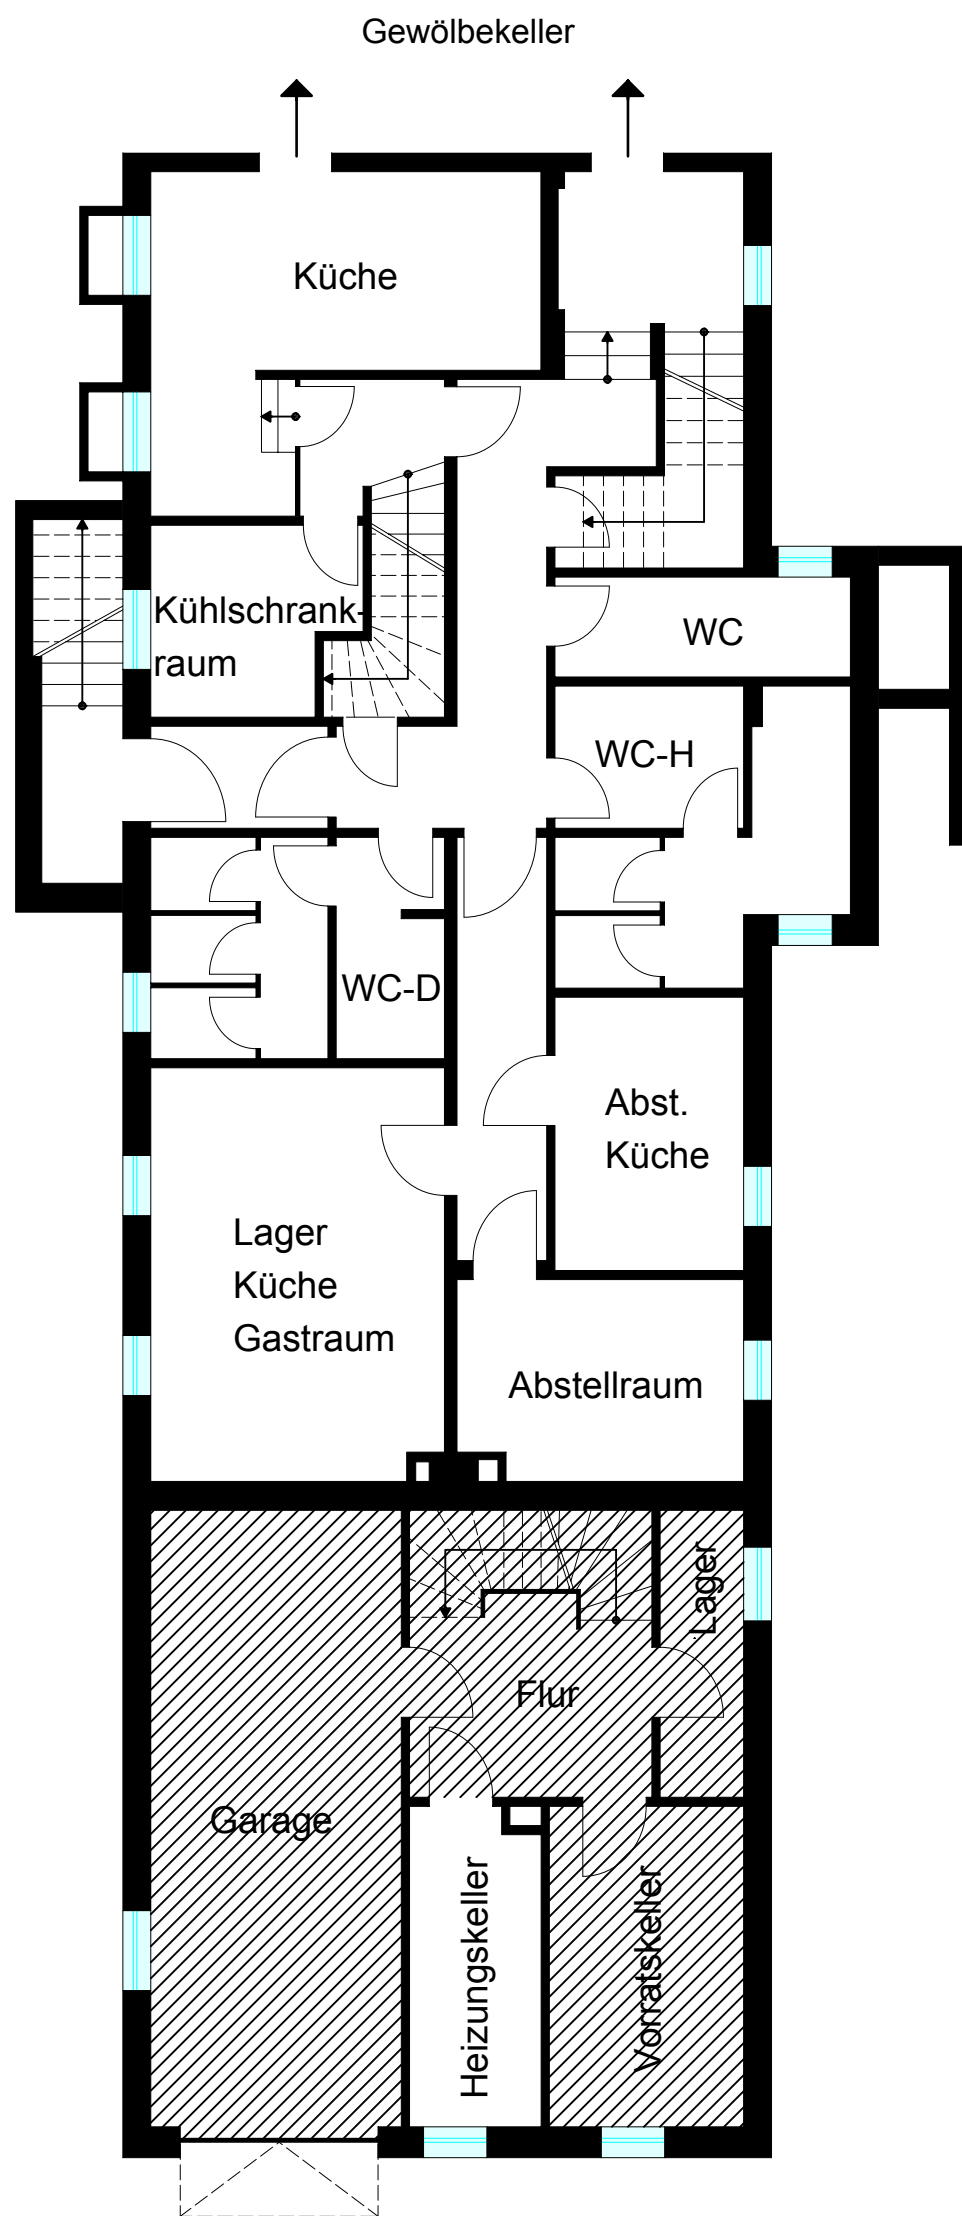 Gewölbekeller
Küche
Kühlschrank-
raum
WC
WC-H
WC-D
Abst.
Küche
Lager
Küche
Gastraum
Abstellraum
Lager
Flur
Garage
Heizungskeller
Vorratskeller